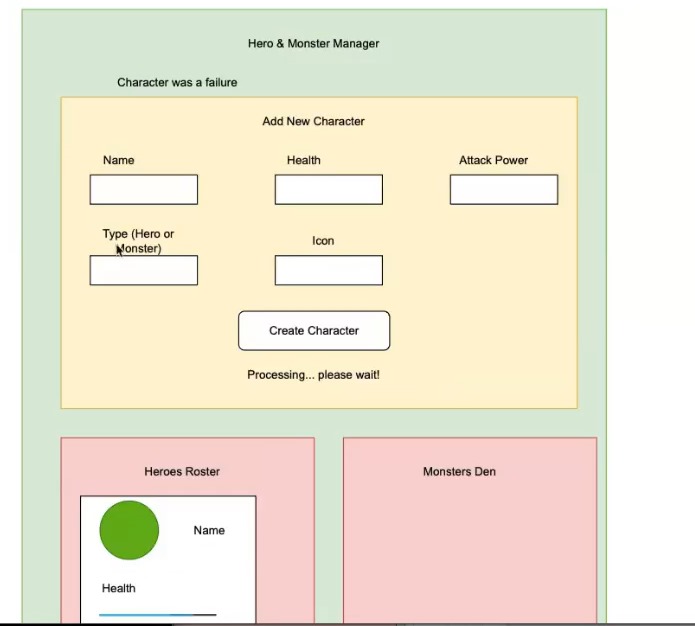 Hero & Monster Manager
Character was a failure
Add New Character
Name
Health
Attack Power
Type (Hero or
Monster)
Icon
Create Character
Processing... please wait!
Heroes Roster
Monsters Den
Name
Health